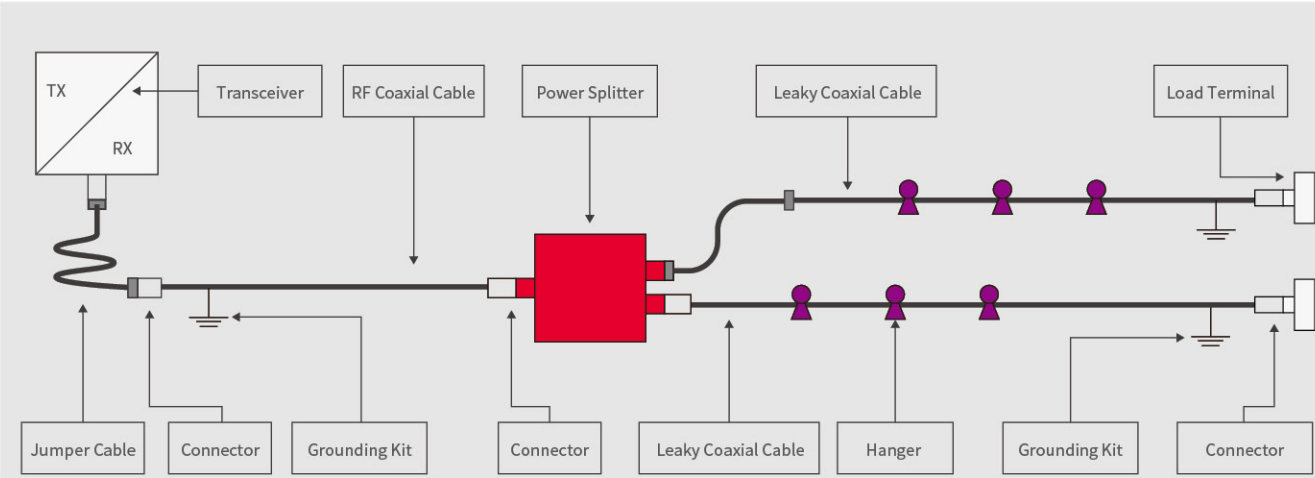 TX
RX
Transceiver
RF Coaxial Cable
Power Splitter
Leaky Coaxial Cable
Load Terminal
Jumper Cable
Connector
Grounding Kit
Connector
Leaky Coaxial Cable
Hanger
Grounding Kit
Connector